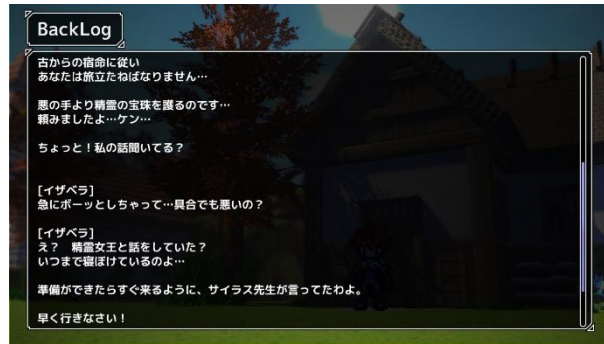 BackLog
古からの宿命に従い
あなたは旅立たねばなりません…
悪の手より精霊の宝珠を護るのです…
頼みましたよ…ケン…
ちょっと！私の話聞いてる？
[イザベラ]
急にボーッとしちゃって…具合でも悪いの？
[イザベラ]
え？　精霊女王と話をしていた？
いつまで寝ぼけているのよ…
準備ができたらすぐ来るように、サイラス先生が言ってたわよ。
早く行きなさい！